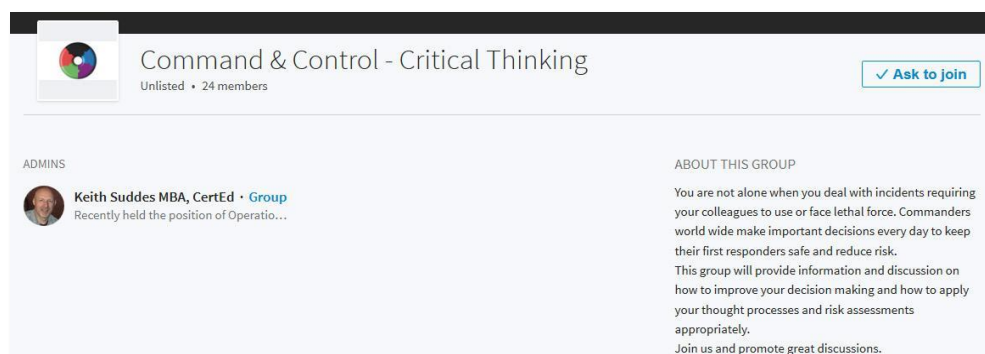 Command & Control - Critical Thinking
Unlisted • 24 members
✓ Ask to join
ADMINS
Keith Suddes MBA, CertEd · Group
Recently held the position of Operatio...
ABOUT THIS GROUP
You are not alone when you deal with incidents requiring
your colleagues to use or face lethal force. Commanders
world wide make important decisions every day to keep
their first responders safe and reduce risk.
This group will provide information and discussion on
how to improve your decision making and how to apply
your thought processes and risk assessments
appropriately.
Join us and promote great discussions.